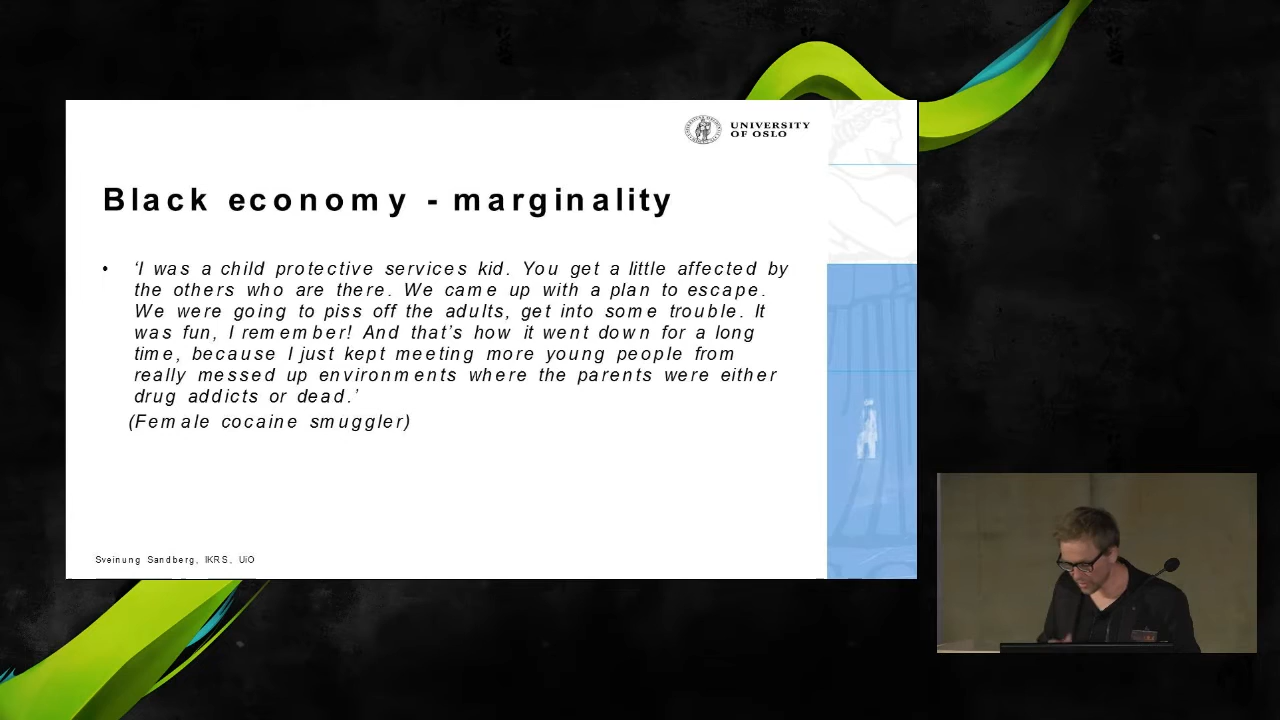 UNIVERSITY
OF OSLO
Black economy - marginality
• ‘I was a child protective services kid. You get a little affected by
the others who are there. We came up with a plan to escape.
We were going to piss off the adults, get into some trouble. It
was fun, I remember! And that’s how it went down for a long
time, because I just kept meeting more young people from
really messed up environments where the parents were either
drug addicts or dead.’
(Female cocaine smuggler)
Sveinung Sandberg, IKRS, UiO